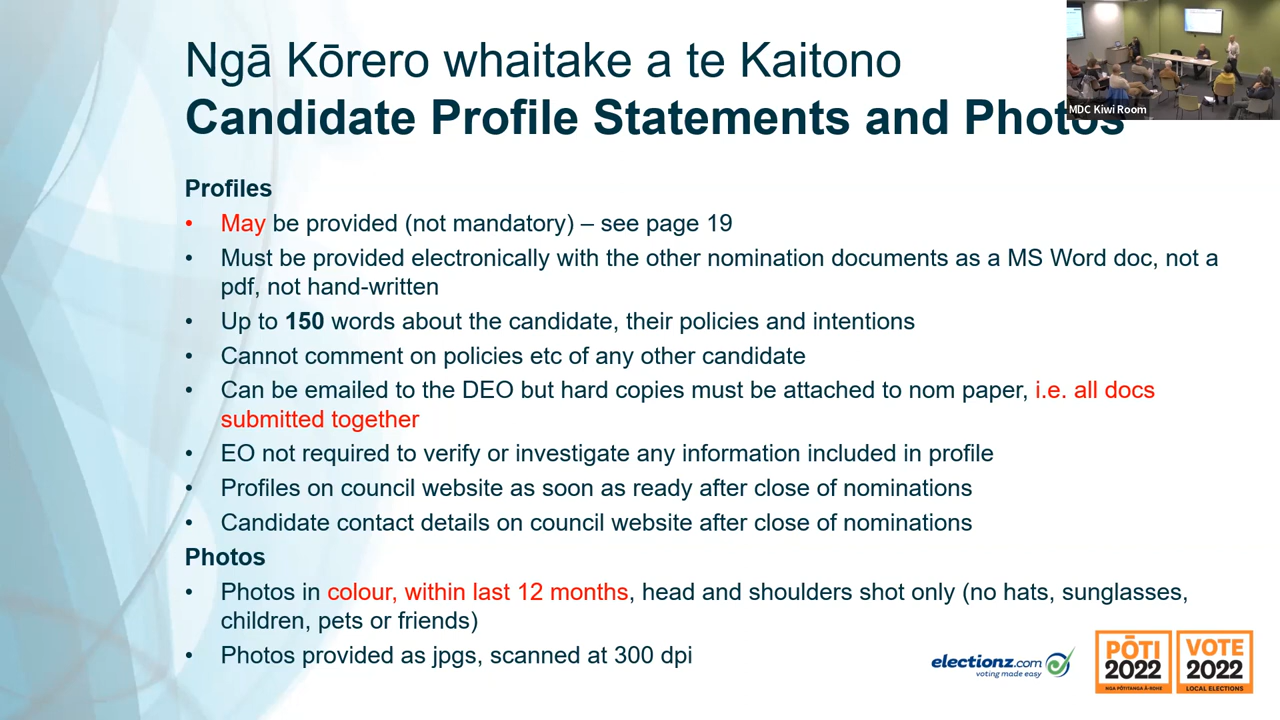 Ngā Kōrero whaitake a te Kaitono
Candidate Profile Statements and Photos
MDC Kiwi Room
Profiles
• May be provided (not mandatory) – see page 19
• Must be provided electronically with the other nomination documents as a MS Word doc, not a
pdf, not hand-written
• Up to 150 words about the candidate, their policies and intentions
• Cannot comment on policies etc of any other candidate
• Can be emailed to the DEO but hard copies must be attached to nom paper, i.e. all docs
submitted together
• EO not required to verify or investigate any information included in profile
• Profiles on council website as soon as ready after close of nominations
• Candidate contact details on council website after close of nominations
Photos
• Photos in colour, within last 12 months, head and shoulders shot only (no hats, sunglasses,
children, pets or friends)
• Photos provided as jpgs, scanned at 300 dpi
electionz.com
voting made easy
PŌTI
2022
NGA PŌTITANGA Ā-ROHE
VOTE
2022
LOCAL ELECTIONS